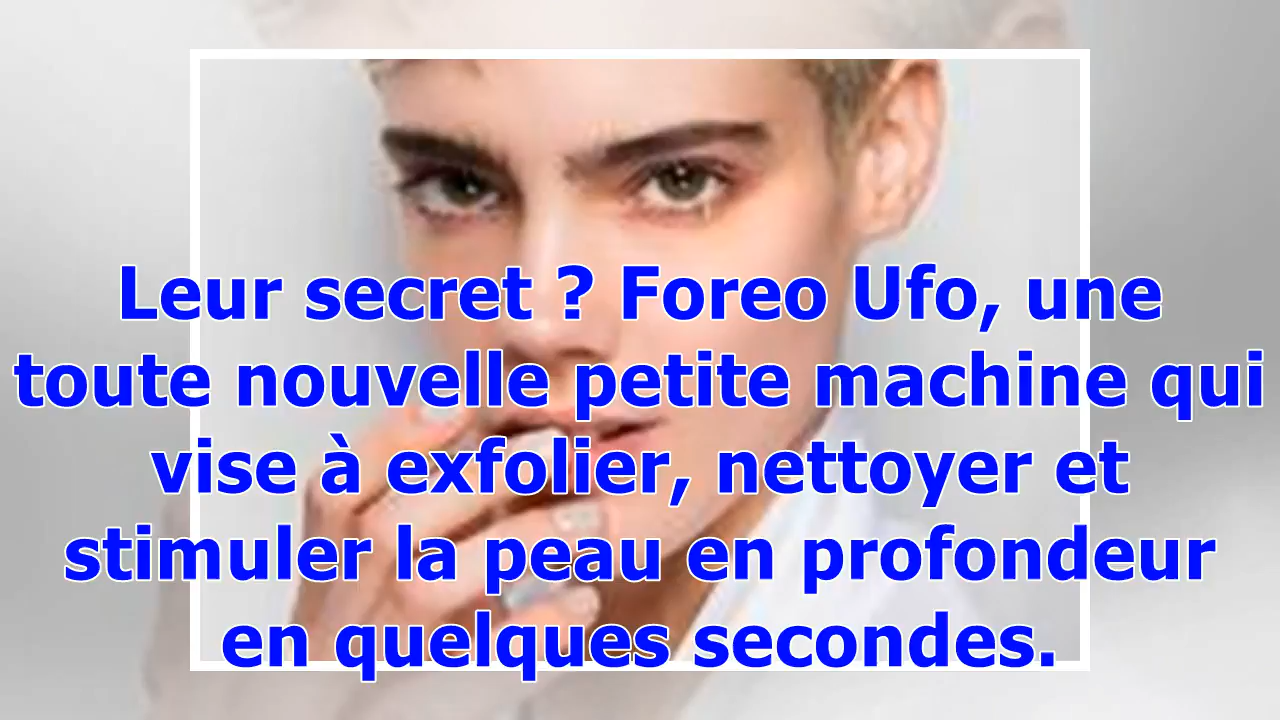 Leur secret ? Foreo Ufo, une
toute nouvelle petite machine qui
vise à exfolier, nettoyer et
stimuler la peau en profondeur
en quelques secondes.